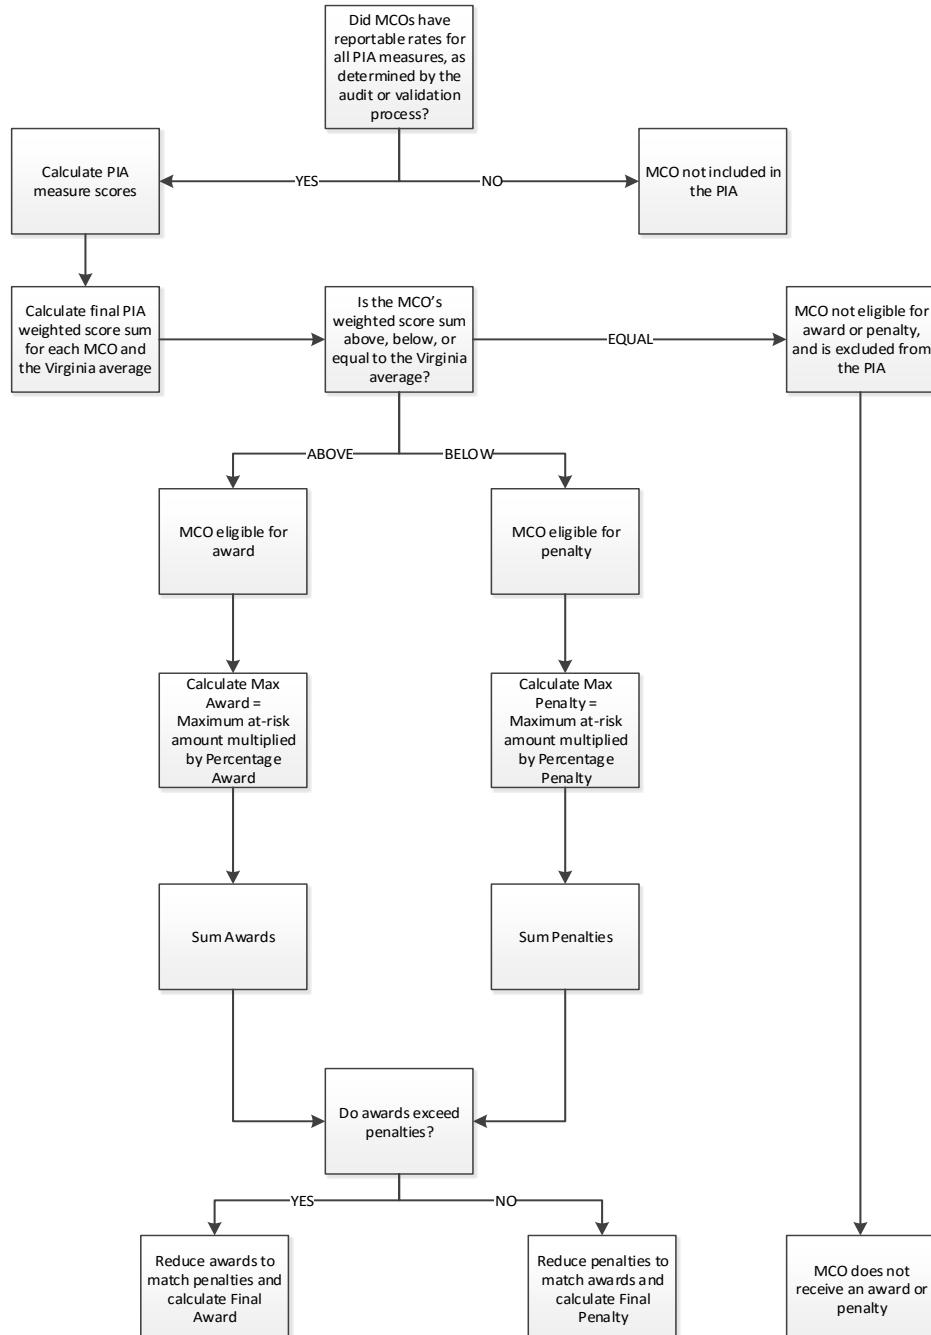 Did MCOs have
reportable rates for
all PIA measures, as
determined by the
audit or validation
process?
Calculate PIA
measure scores
YES
NO
MCO not included in
the PIA
Calculate final PIA
weighted score sum
for each MCO and
the Virginia average
Is the MCO’s
weighted score sum
above, below, or
equal to the Virginia
average?
EQUAL
MCO not eligible for
award or penalty,
and is excluded from
the PIA
ABOVE
BELOW
MCO eligible for
award
MCO eligible for
penalty
Calculate Max
Award =
Maximum at-risk
amount multiplied
by Percentage
Award
Calculate Max
Penalty =
Maximum at-risk
amount multiplied
by Percentage
Penalty
Sum Awards
Sum Penalties
Do awards exceed
penalties?
YES
NO
Reduce awards to
match penalties and
calculate Final
Award
Reduce penalties to
match awards and
calculate Final
Penalty
MCO does not
receive an award or
penalty